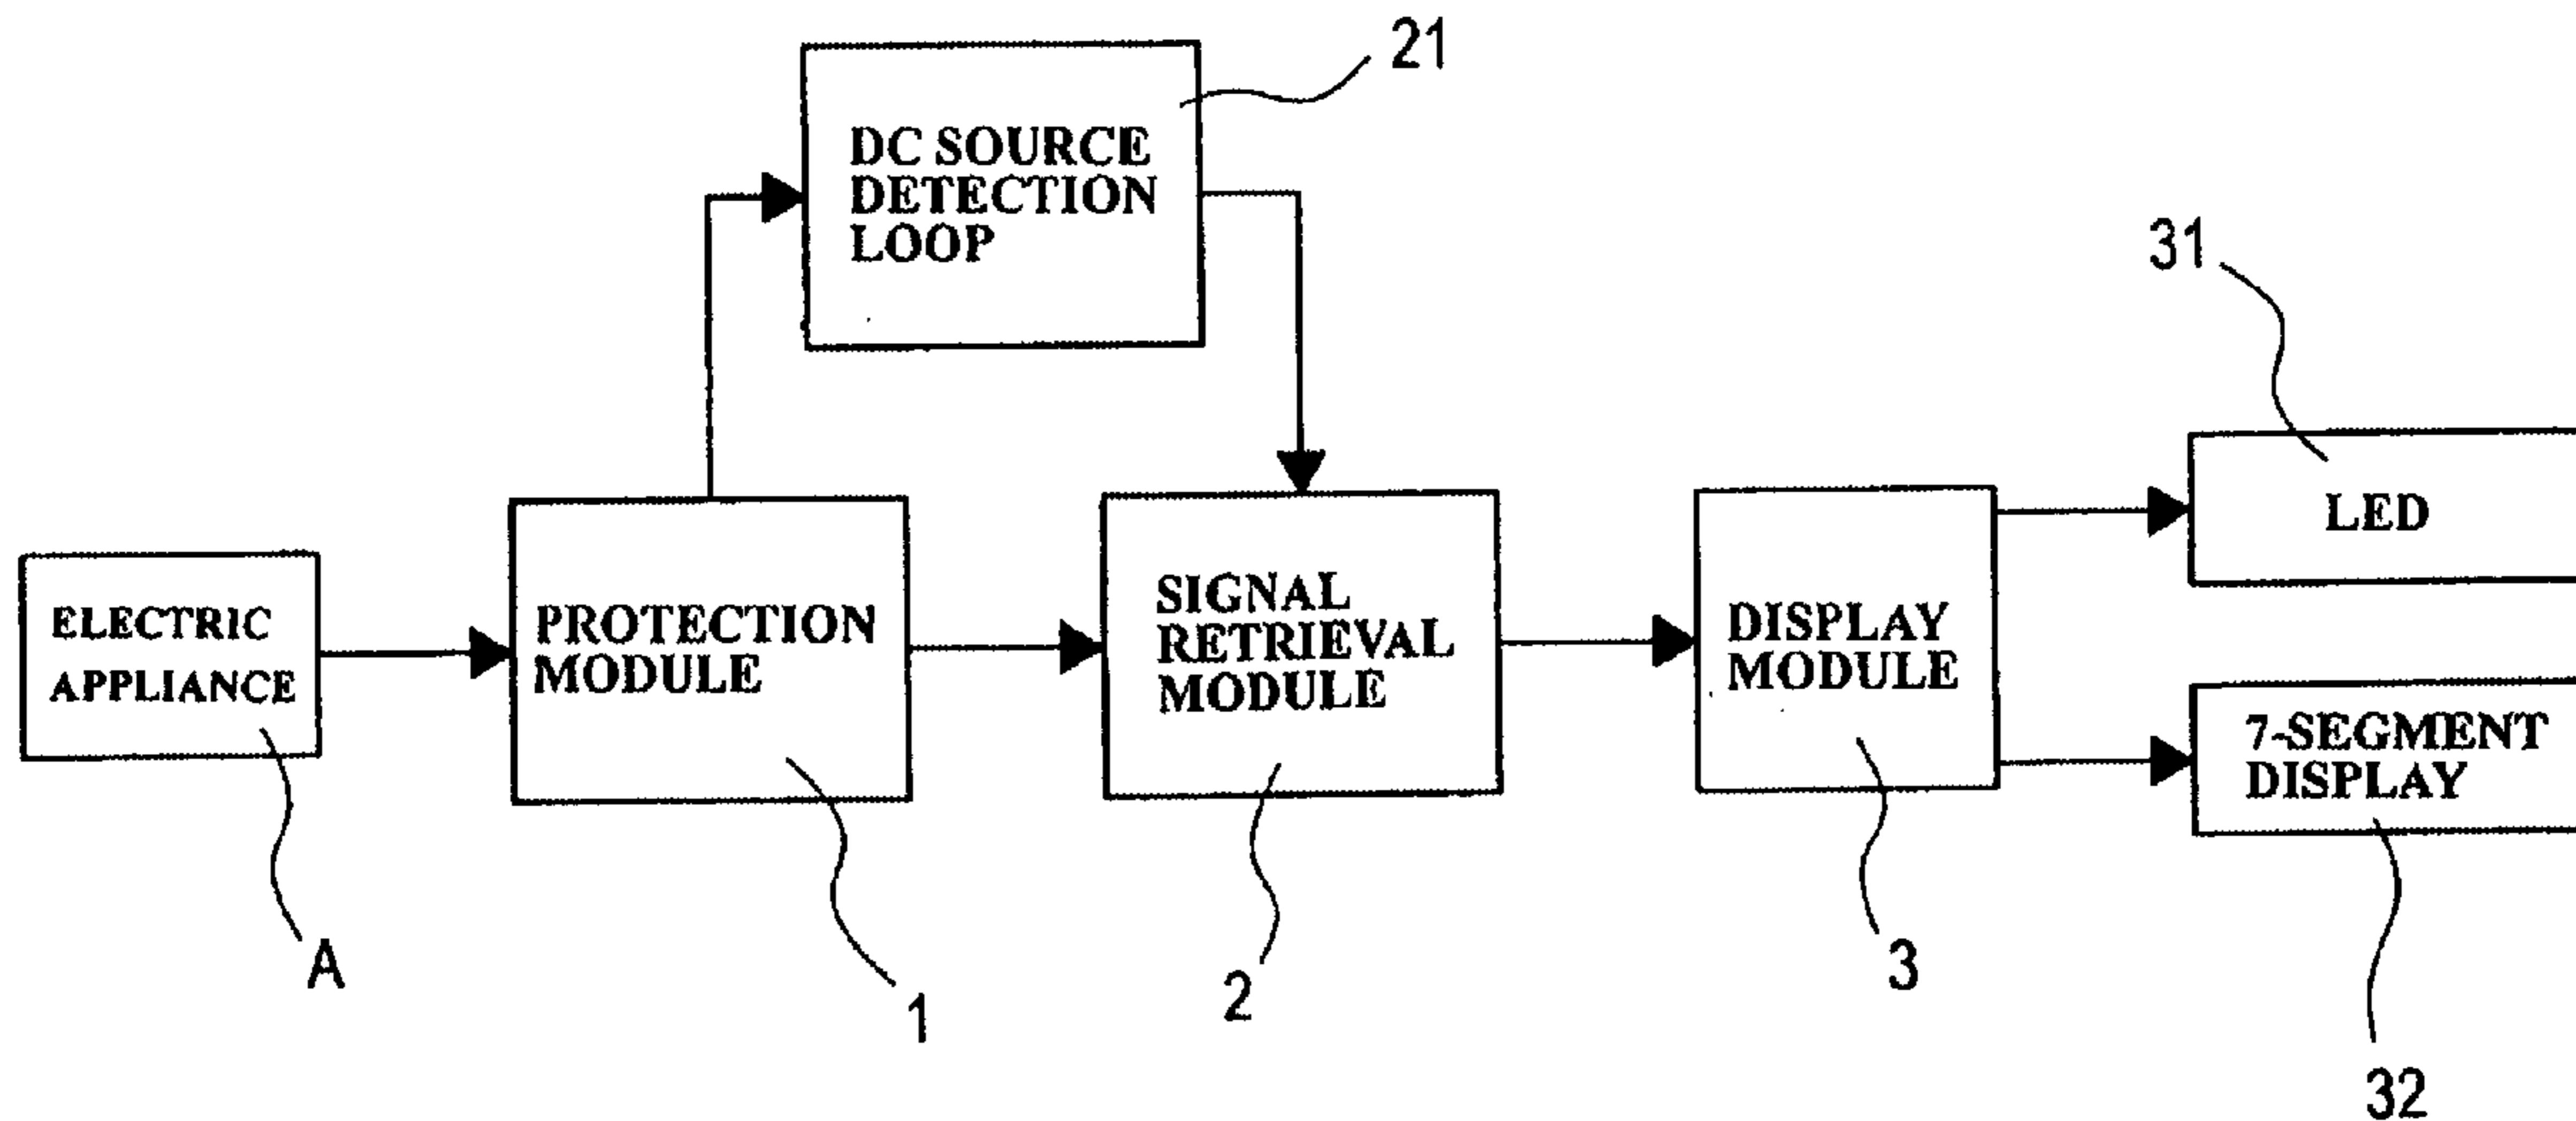 21
DC SOURCE
DETECTION
LOOP
31
LED
ELECTRIC
APPLIANCE
PROTECTION
MODULE
SIGNAL
RETRIEVAL
MODULE
DISPLAY
MODULE
7-SEGMENT
DISPLAY
A
1
2
3
32